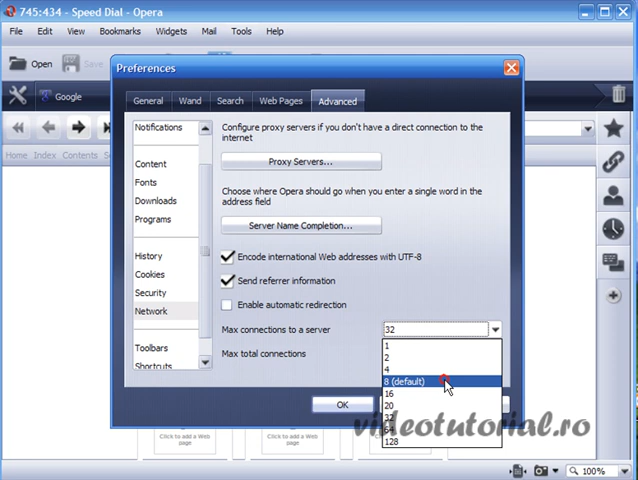 745:434 - Speed Dial - Opera
File Edit View Bookmarks Widgets Mail Tools Help
Open Save
Preferences
Google
General Wand Search Web Pages Advanced
Notifications
Content
Fonts
Downloads
Programs
History
Cookies
Security
Network
Toolbars
Shortcuts
Configure proxy servers if you don't have a direct connection to the
internet
Proxy Servers...
Choose where Opera should go when you enter a single word in the
address field
Server Name Completion...
Encode international Web addresses with UTF-8
Send referrer information
Enable automatic redirection
Max connections to a server 32
Max total connections
1
2
4
8 (default)
16
20
32
64
128
OK
Home Index Contents
videotutorial.ro
Click to add a Web
page
Click to add a Web
page
100%